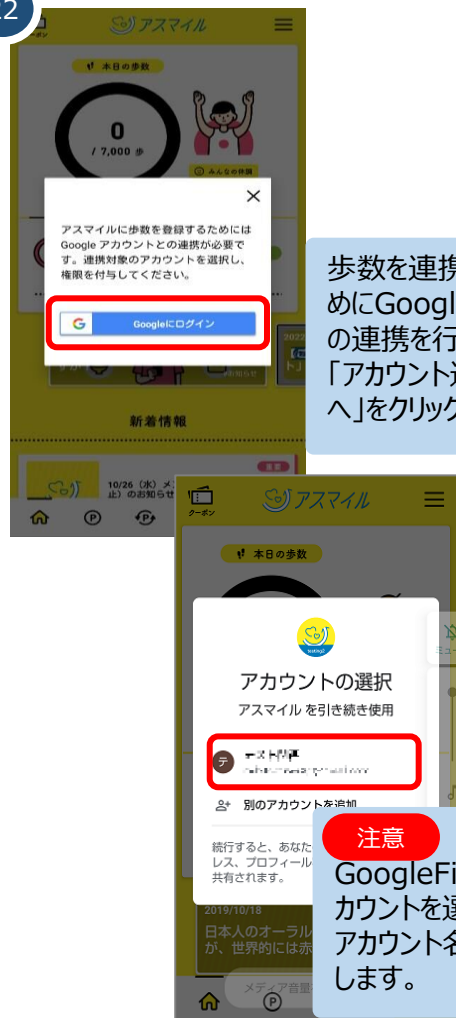 22
クーポン
アスマイル
本日の歩数
0
/ 7,000 歩
みんなの体調
アスマイルに歩数を登録するためには
Google アカウントとの連携が必要で
す。連携対象のアカウントを選択し、
権限を付与してください。
Googleにログイン
2022
お知らせ
新着情報
重要
10/26（水）メ
止）のお知らせ
歩数を連携
めにGoogl
の連携を行
「アカウント
へ」をクリック
クーポン
アスマイル
本日の歩数
testing2
アカウントの選択
アスマイル を引き続き使用
テ
別のアカウントを追加
続行すると、あなた
レス、プロフィール
共有されます。
2019/10/18
日本人のオーラル
が、世界的には赤
メディア音量
注意
GoogleFi
カウントを選
アカウント名
します。